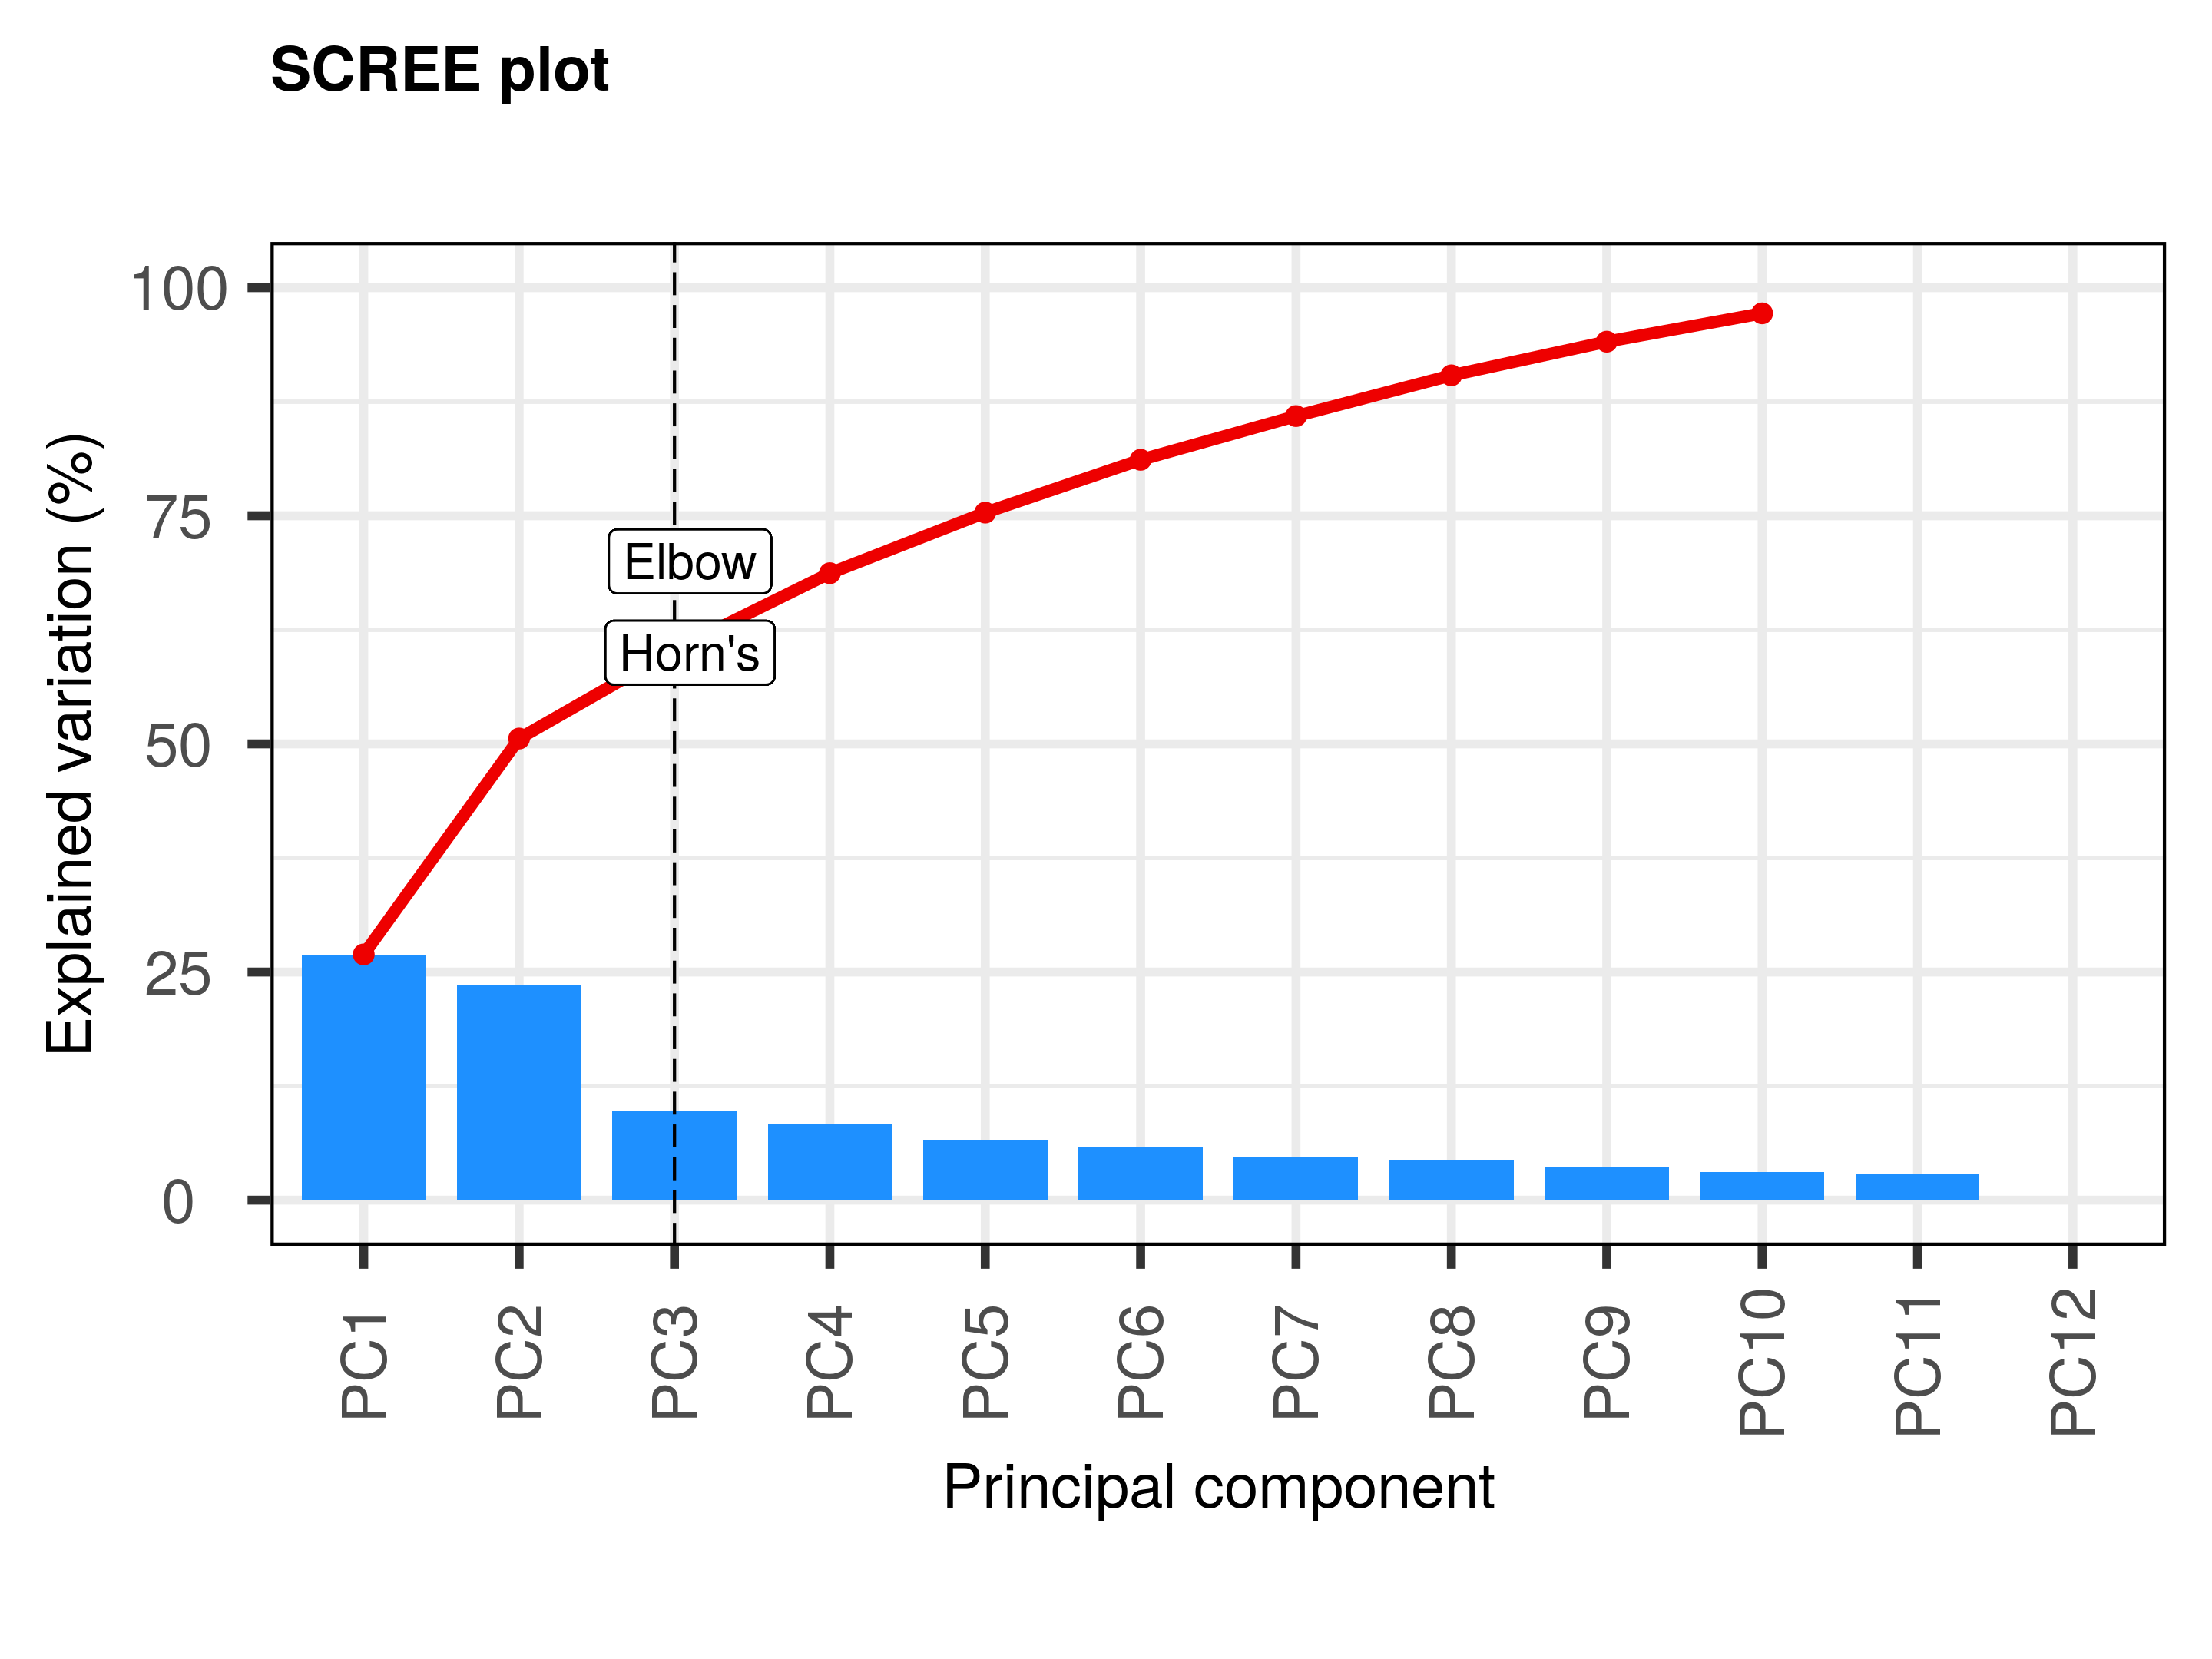 SCREE plot
Explained variation (%)
100
75
50
25
0
Elbow
Horn's
PC1
PC2
PC3
PC4
PC5
PC6
PC7
PC8
PC9
PC10
PC11
PC12
Principal component